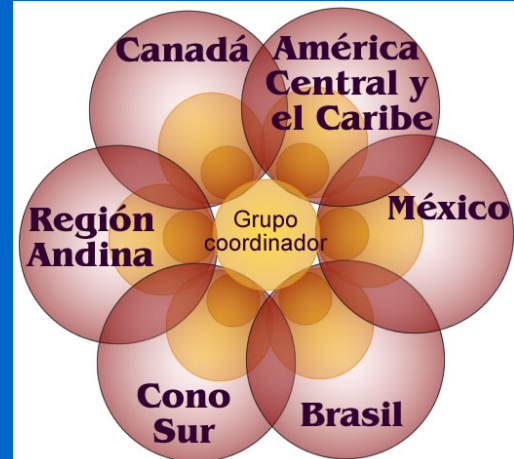 Canadá
América
Central y
el Caribe
México
Región
Andina
Grupo
coordinador
Cono
Sur
Brasil